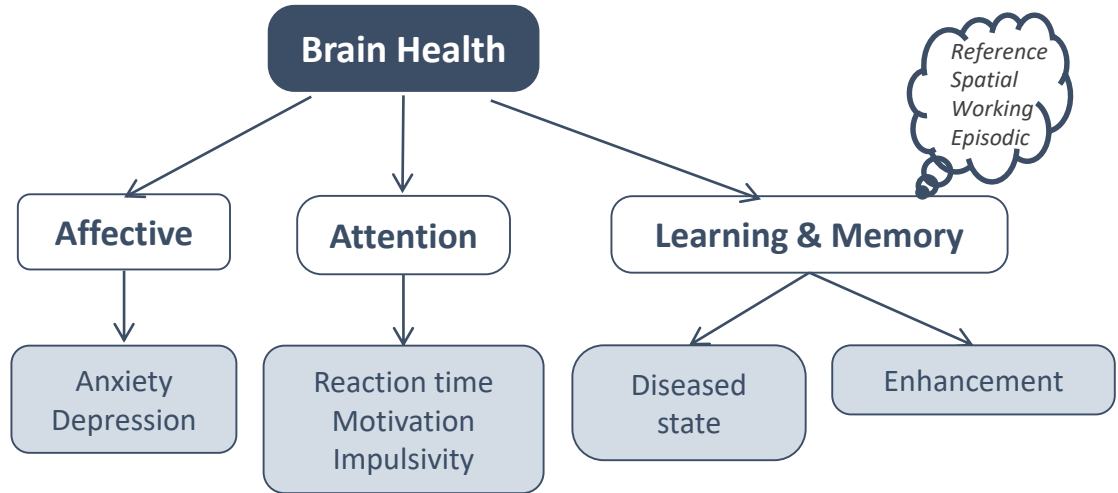 Brain Health
Reference
Spatial
Working
Episodic
Affective
Attention
Learning & Memory
Anxiety
Depression
Reaction time
Motivation
Impulsivity
Diseased
state
Enhancement